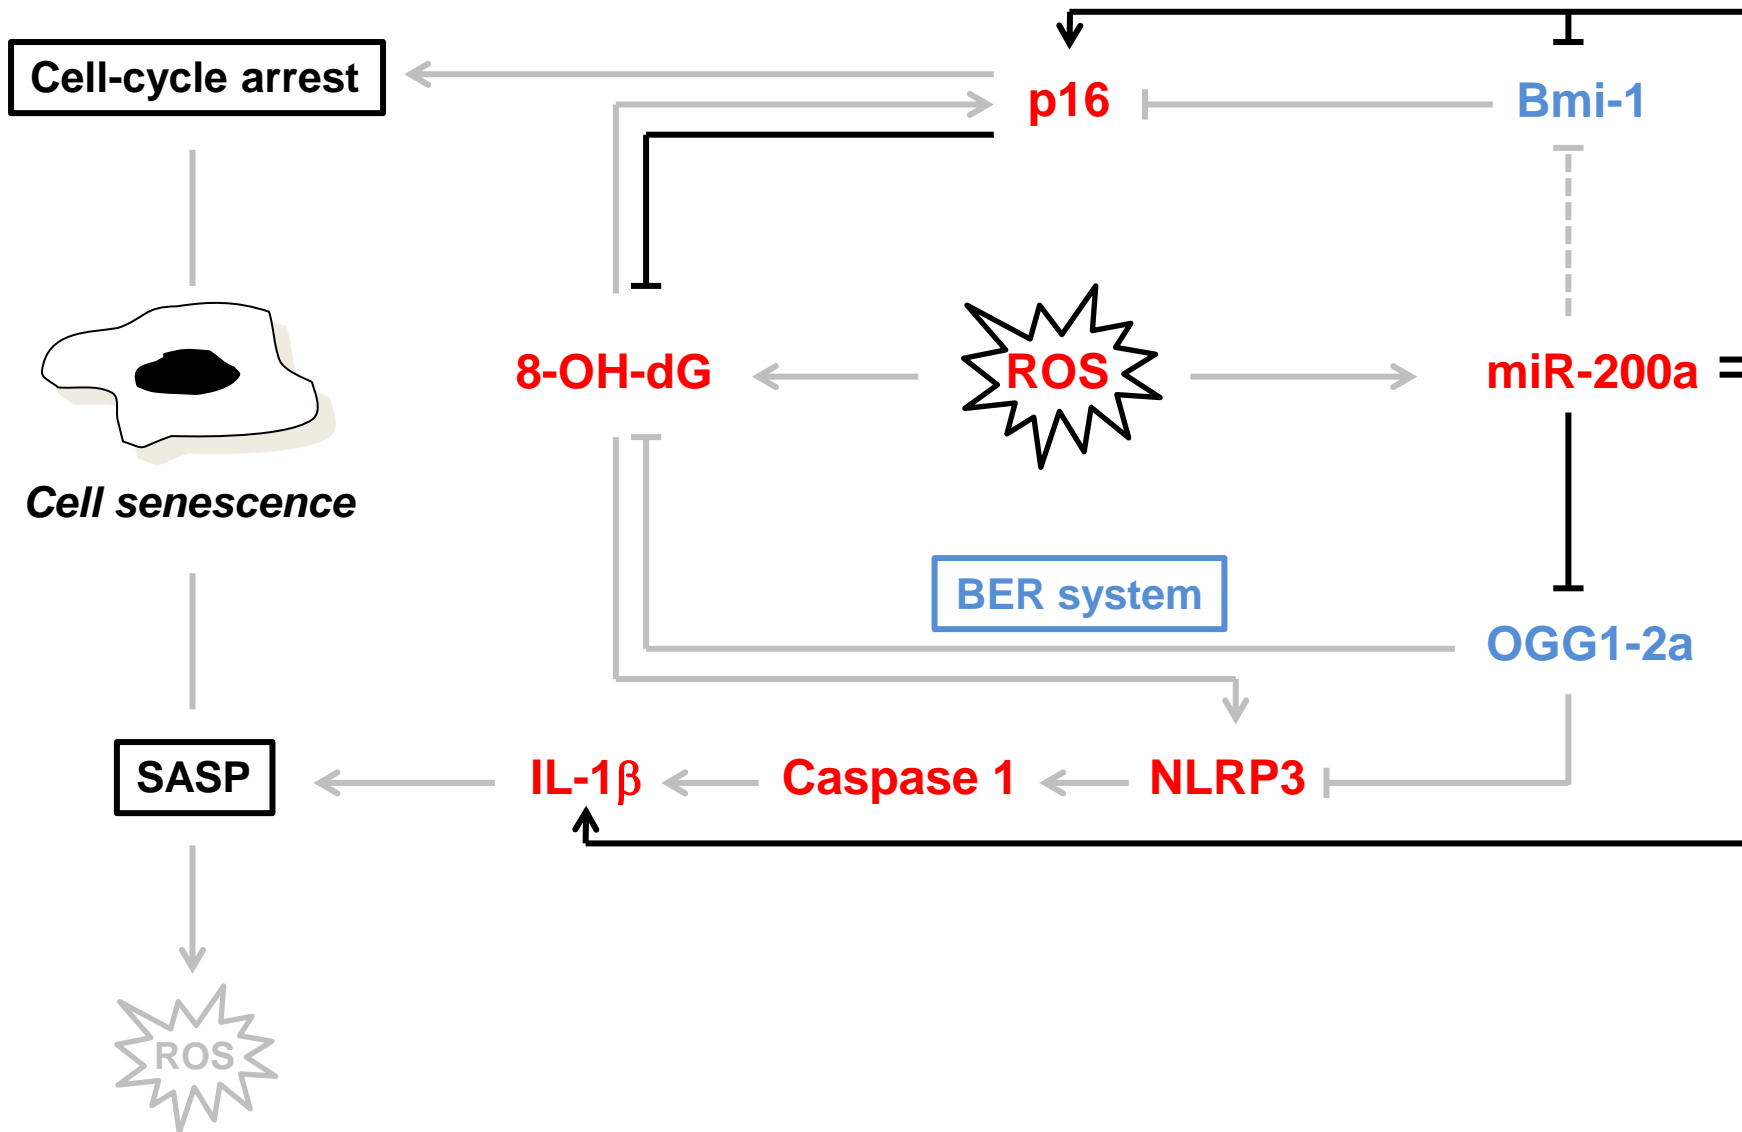 Cell-cycle arrest
p16
Bmi-1
8-OH-dG
ROS
miR-200a
Cell senescence
BER system
OGG1-2a
SASP
IL-1β
Caspase 1
NLRP3
ROS